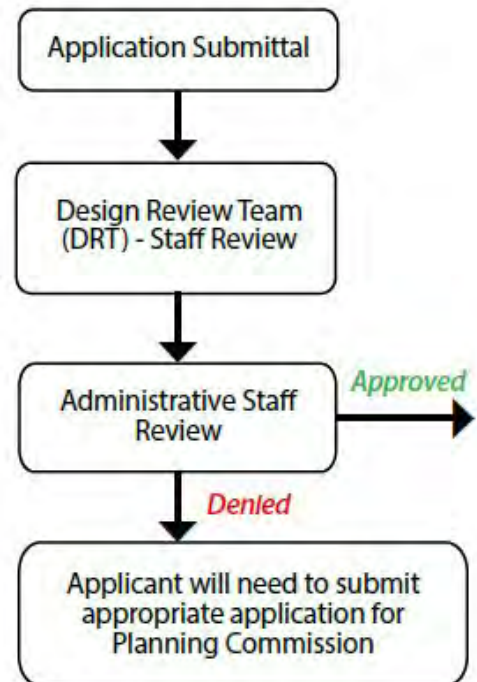 Application Submittal
Design Review Team
(DRT) - Staff Review
Approved
Administrative Staff
Review
Denied
Applicant will need to submit
appropriate application for
Planning Commission